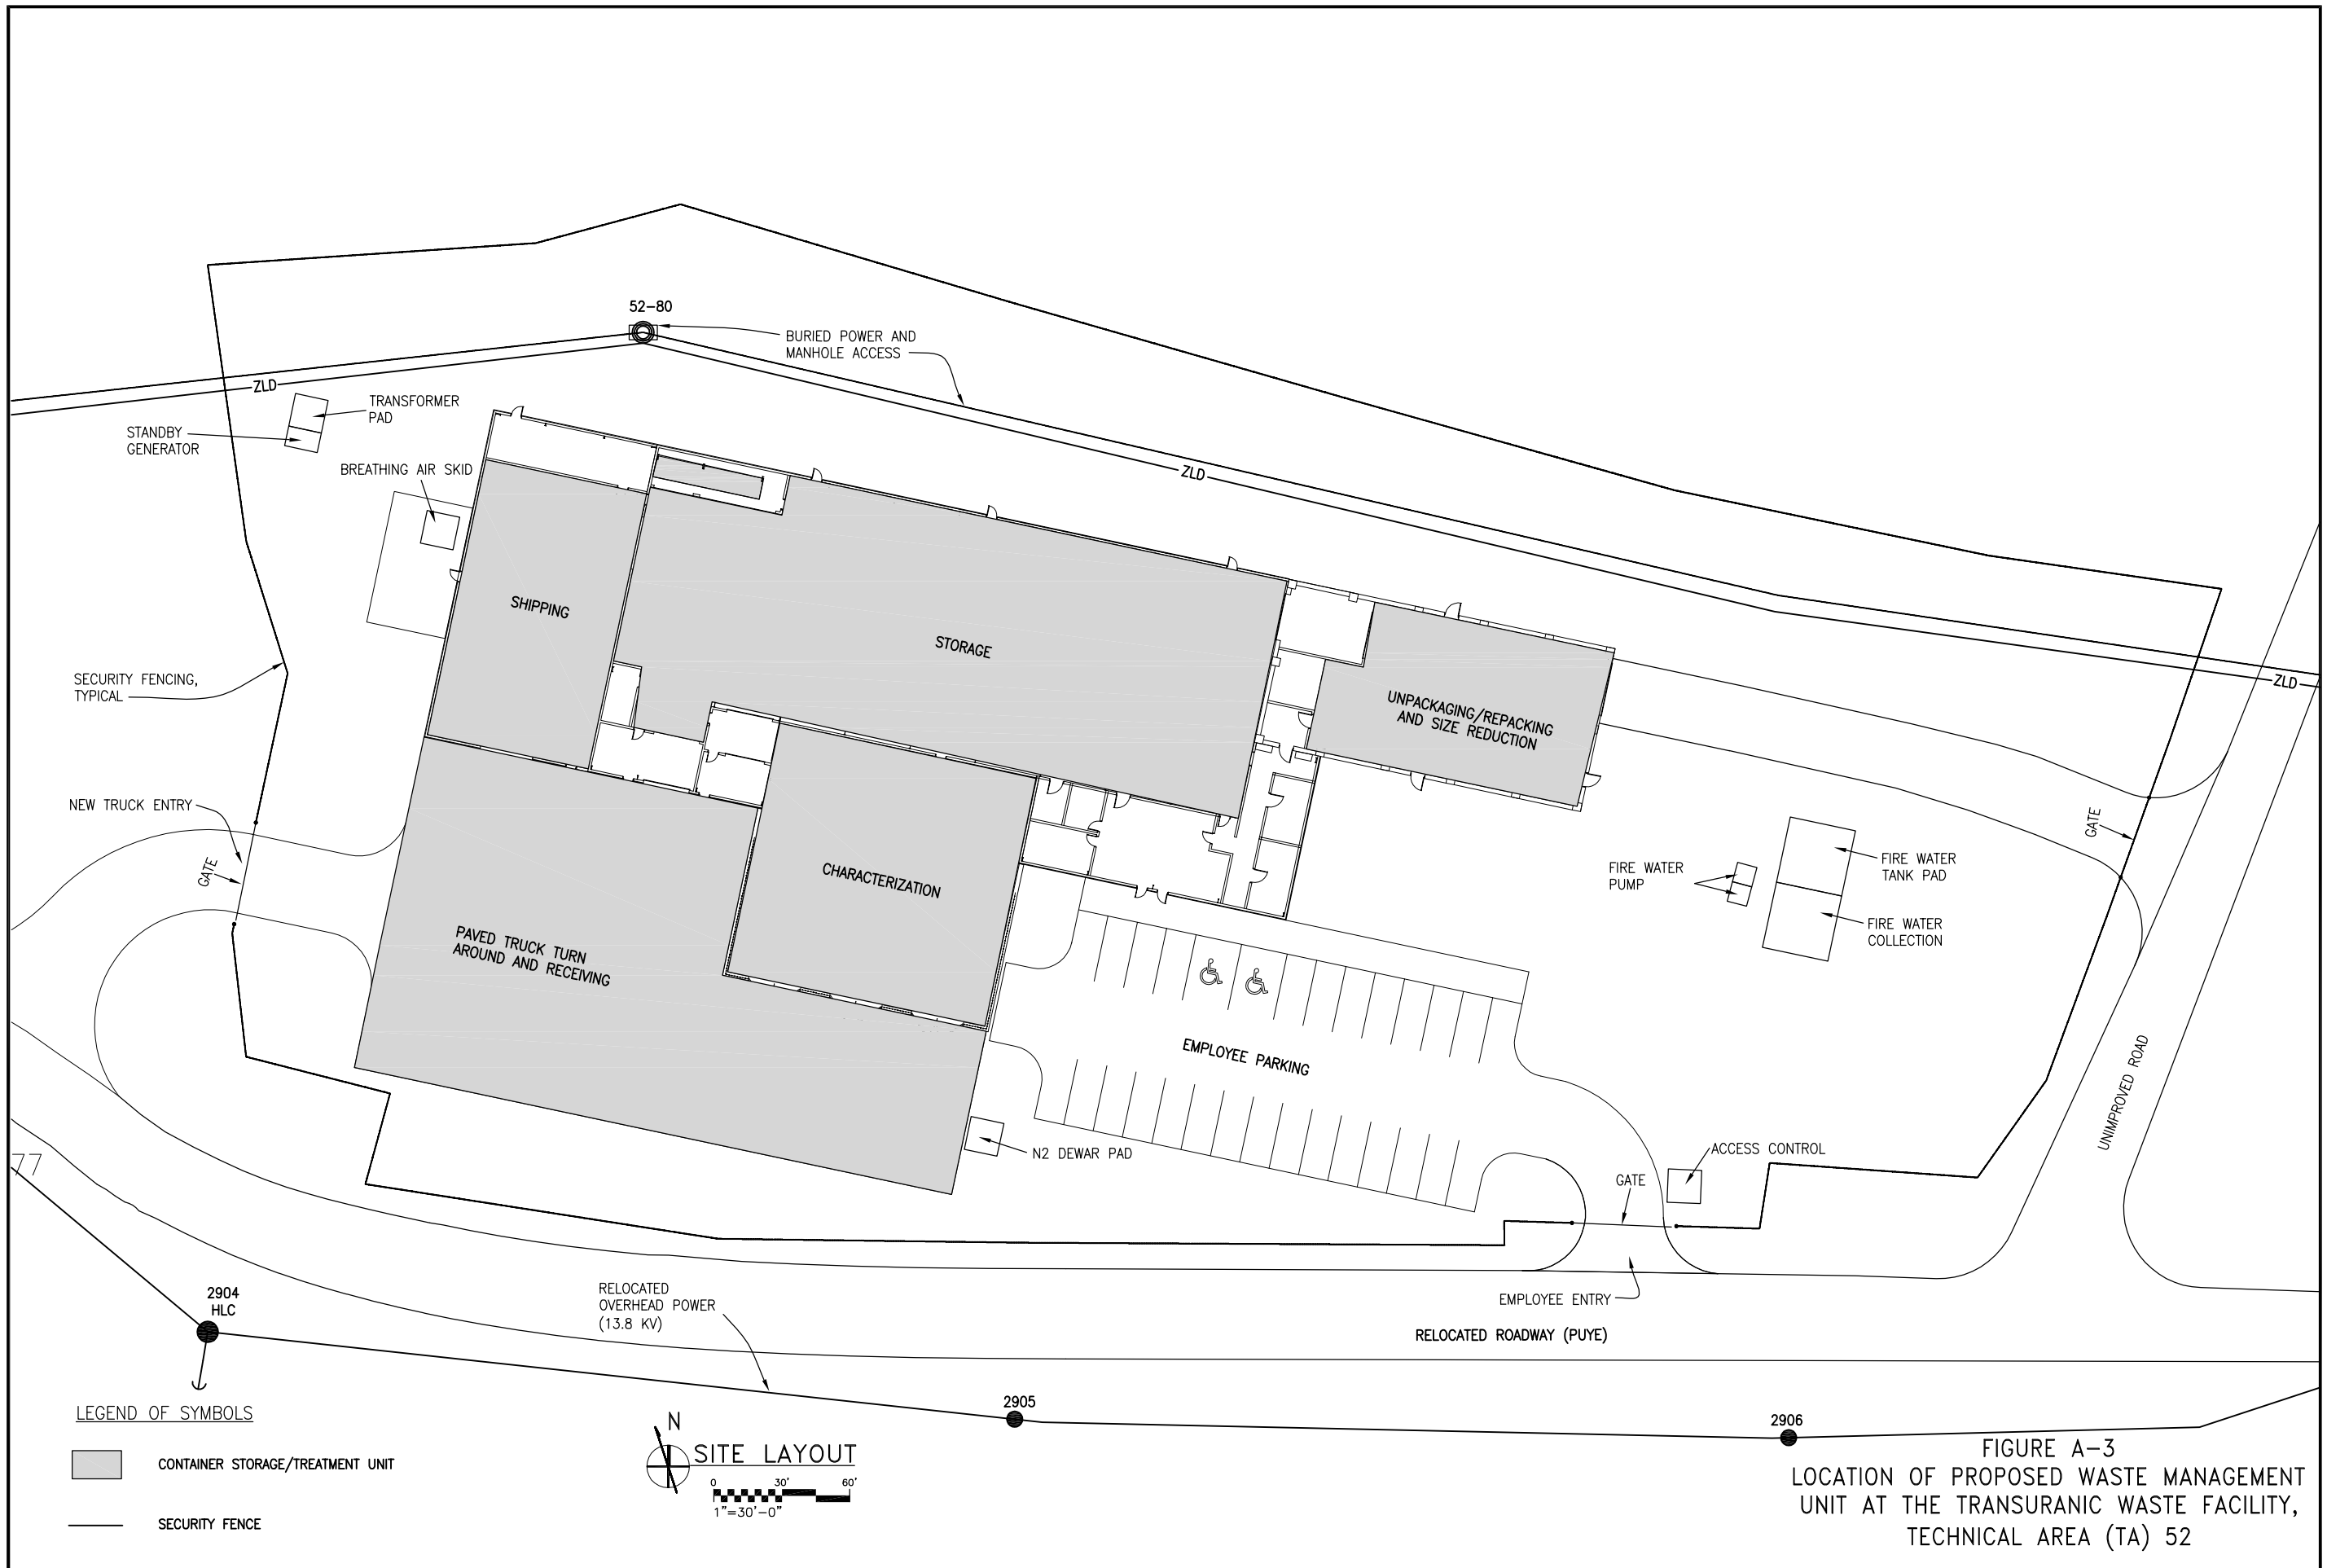 52-80
BURIED POWER AND
MANHOLE ACCESS
ZLD
TRANSFORMER
PAD
STANDBY
GENERATOR
BREATHING AIR SKID
ZLD
SHIPPING
STORAGE
SECURITY FENCING,
TYPICAL
ZLD
UNPACKAGING/REPACKING
AND SIZE REDUCTION
NEW TRUCK ENTRY
GATE
GATE
CHARACTERIZATION
FIRE WATER
PUMP
FIRE WATER
TANK PAD
FIRE WATER
COLLECTION
PAVED TRUCK TURN
AROUND AND RECEIVING
EMPLOYEE PARKING
UNIMPROVED ROAD
77
N2 DEWAR PAD
ACCESS CONTROL
GATE
2904
HLC
RELOCATED
OVERHEAD POWER
(13.8 KV)
EMPLOYEE ENTRY
RELOCATED ROADWAY (PUYE)
2905
2906
LEGEND OF SYMBOLS
CONTAINER STORAGE/TREATMENT UNIT
SECURITY FENCE
N
SITE LAYOUT
0 30' 60'
1"=30'-0"
FIGURE A-3
LOCATION OF PROPOSED WASTE MANAGEMENT
UNIT AT THE TRANSURANIC WASTE FACILITY,
TECHNICAL AREA (TA) 52